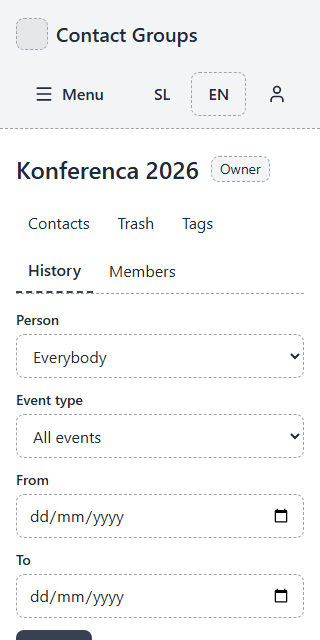 Contact Groups
Menu SL EN
Konferenca 2026 Owner
Contacts Trash Tags
History Members
Person
Everybody
Event type
All events
From
dd/mm/yyyy
To
dd/mm/yyyy